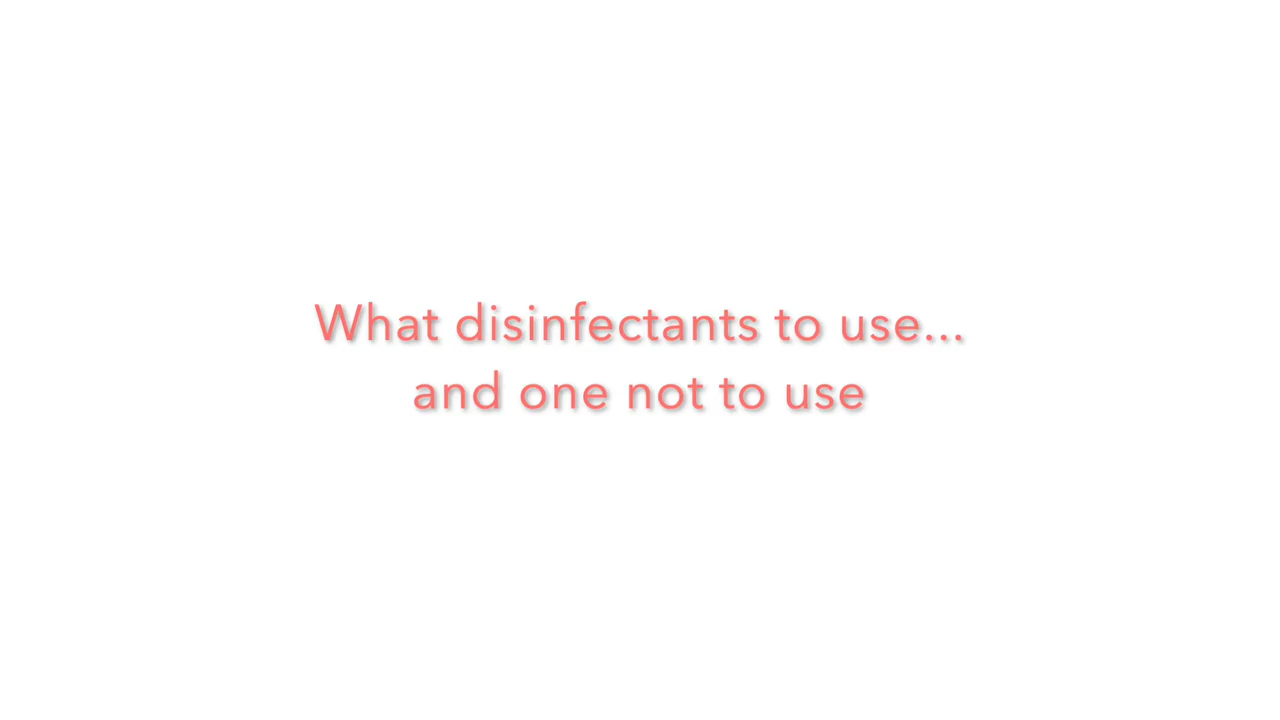 What disinfectants to use...
and one not to use